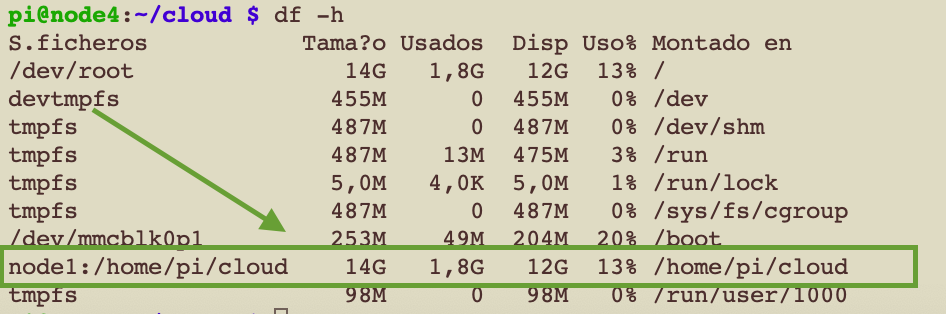 pi@node4:~/cloud $ df -h
S.ficheros Tama?o Usados Disp Uso% Montado en
/dev/root 14G 1,8G 12G 13% /
devtmpfs 455M 0 455M 0% /dev
tmpfs 487M 0 487M 0% /dev/shm
tmpfs 487M 13M 475M 3% /run
tmpfs 5,0M 4,0K 5,0M 1% /run/lock
tmpfs 487M 0 487M 0% /sys/fs/cgroup
/dev/mmcblk0p1 253M 49M 204M 20% /boot
node1:/home/pi/cloud 14G 1,8G 12G 13% /home/pi/cloud
tmpfs 98M 0 98M 0% /run/user/1000